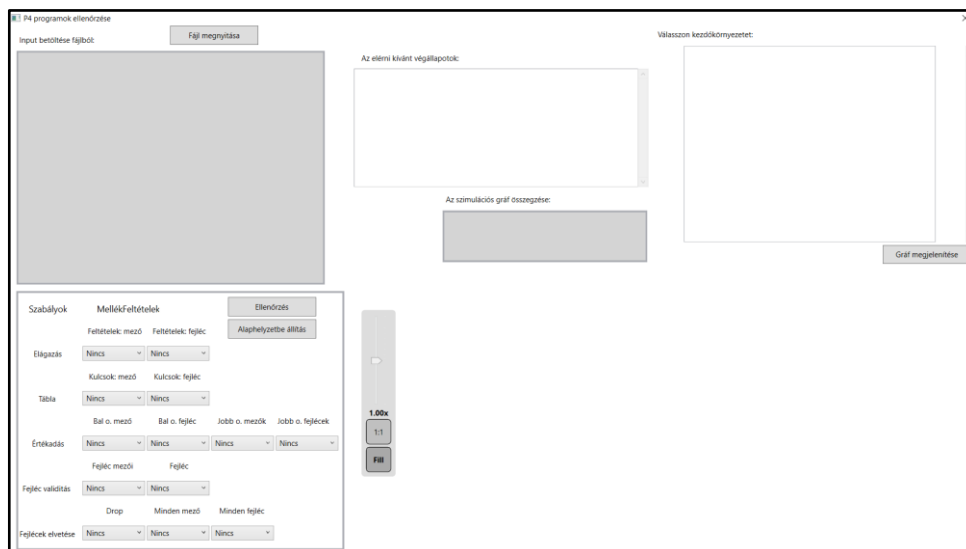 P4 programok ellenőrzése
Input betöltése fájlból:
Fájl megnyitása
Az elérni kívánt végállapotok:
Válasszon kezdőkörnyezetet:
Az szimulációs gráf összegzése:
Gráf megjelenítése
Szabályok MellékFeltételek
Ellenőrzés
Alaphelyzetbe állítás
Feltételek: mező Feltételek: fejléc
Elágazás Nincs Nincs
Kulcsok: mező Kulcsok: fejléc
Tábla Nincs Nincs
Bal o. mező Bal o. fejléc Jobb o. mezők Jobb o. fejlécek
Értékadás Nincs Nincs Nincs Nincs
Fejléc mezői Fejléc
Fejléc validitás Nincs Nincs
Drop Minden mező Minden fejléc
Fejlécek elvetése Nincs Nincs Nincs
1.00x
1:1
Fill